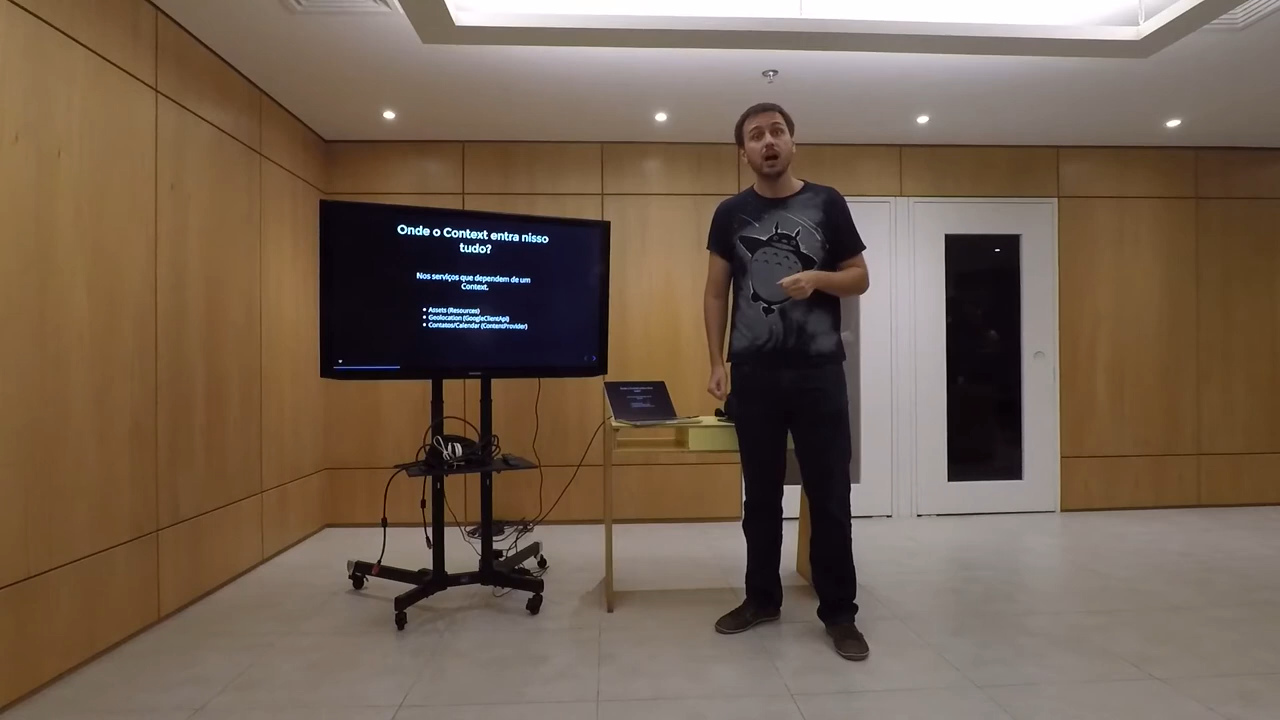 Onde o Context entra nisso
tudo?
Nos serviços que dependem de um
Context.
• Assets (Resources)
• Geolocation (GoogleClientApi)
• Contatos/Calendar (ContentProvider)